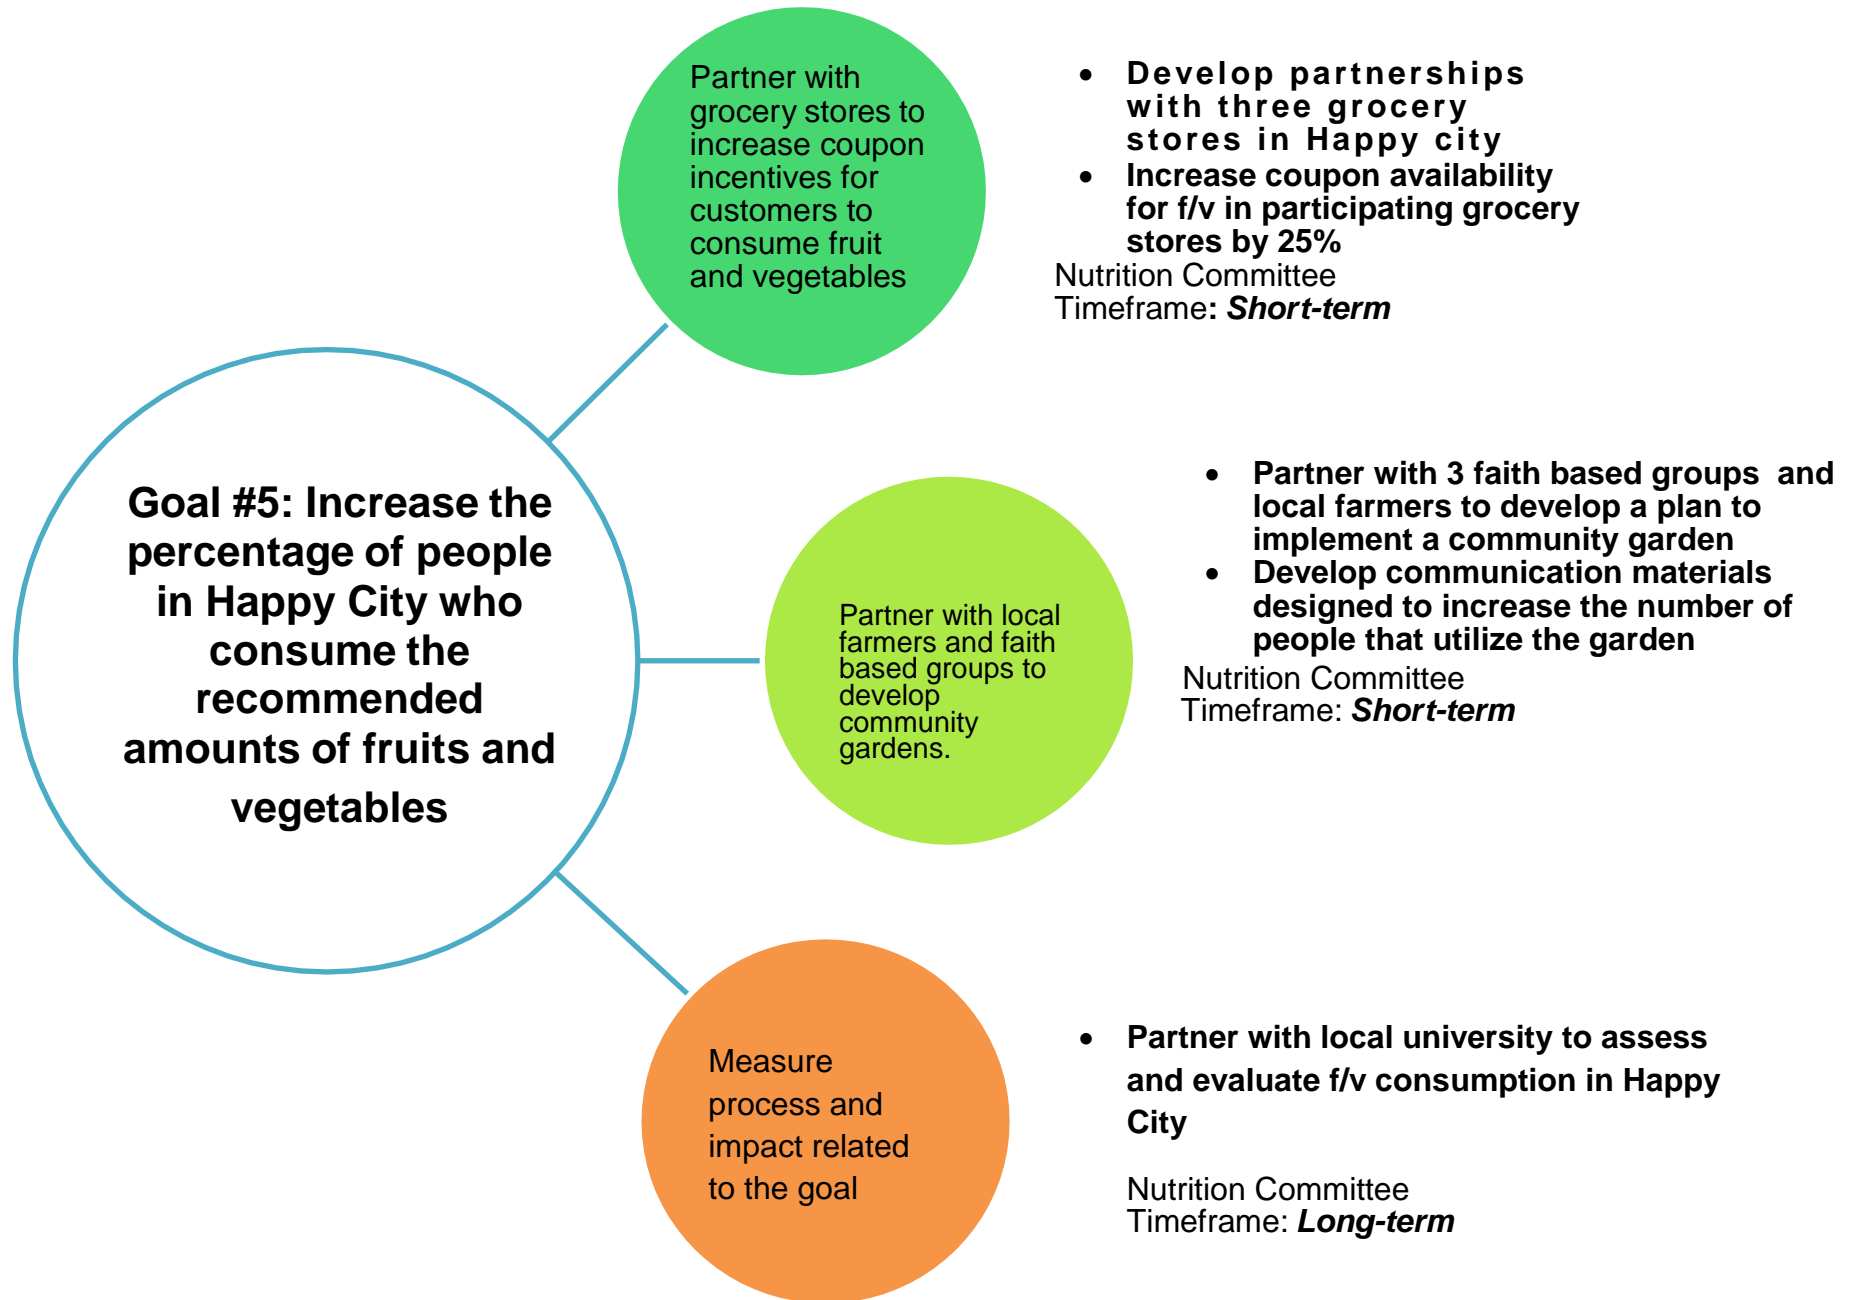 Partner with
grocery stores to
increase coupon
incentives for
customers to
consume fruit
and vegetables
• Develop partnerships
with three grocery
stores in Happy city
• Increase coupon availability
for f/v in participating grocery
stores by 25%
Nutrition Committee
Timeframe: Short-term
Goal #5: Increase the
percentage of people
in Happy City who
consume the
recommended
amounts of fruits and
vegetables
Partner with local
farmers and faith
based groups to
develop
community
gardens.
• Partner with 3 faith based groups and
local farmers to develop a plan to
implement a community garden
• Develop communication materials
designed to increase the number of
people that utilize the garden
Nutrition Committee
Timeframe: Short-term
Measure
process and
impact related
to the goal
• Partner with local university to assess
and evaluate f/v consumption in Happy
City
Nutrition Committee
Timeframe: Long-term